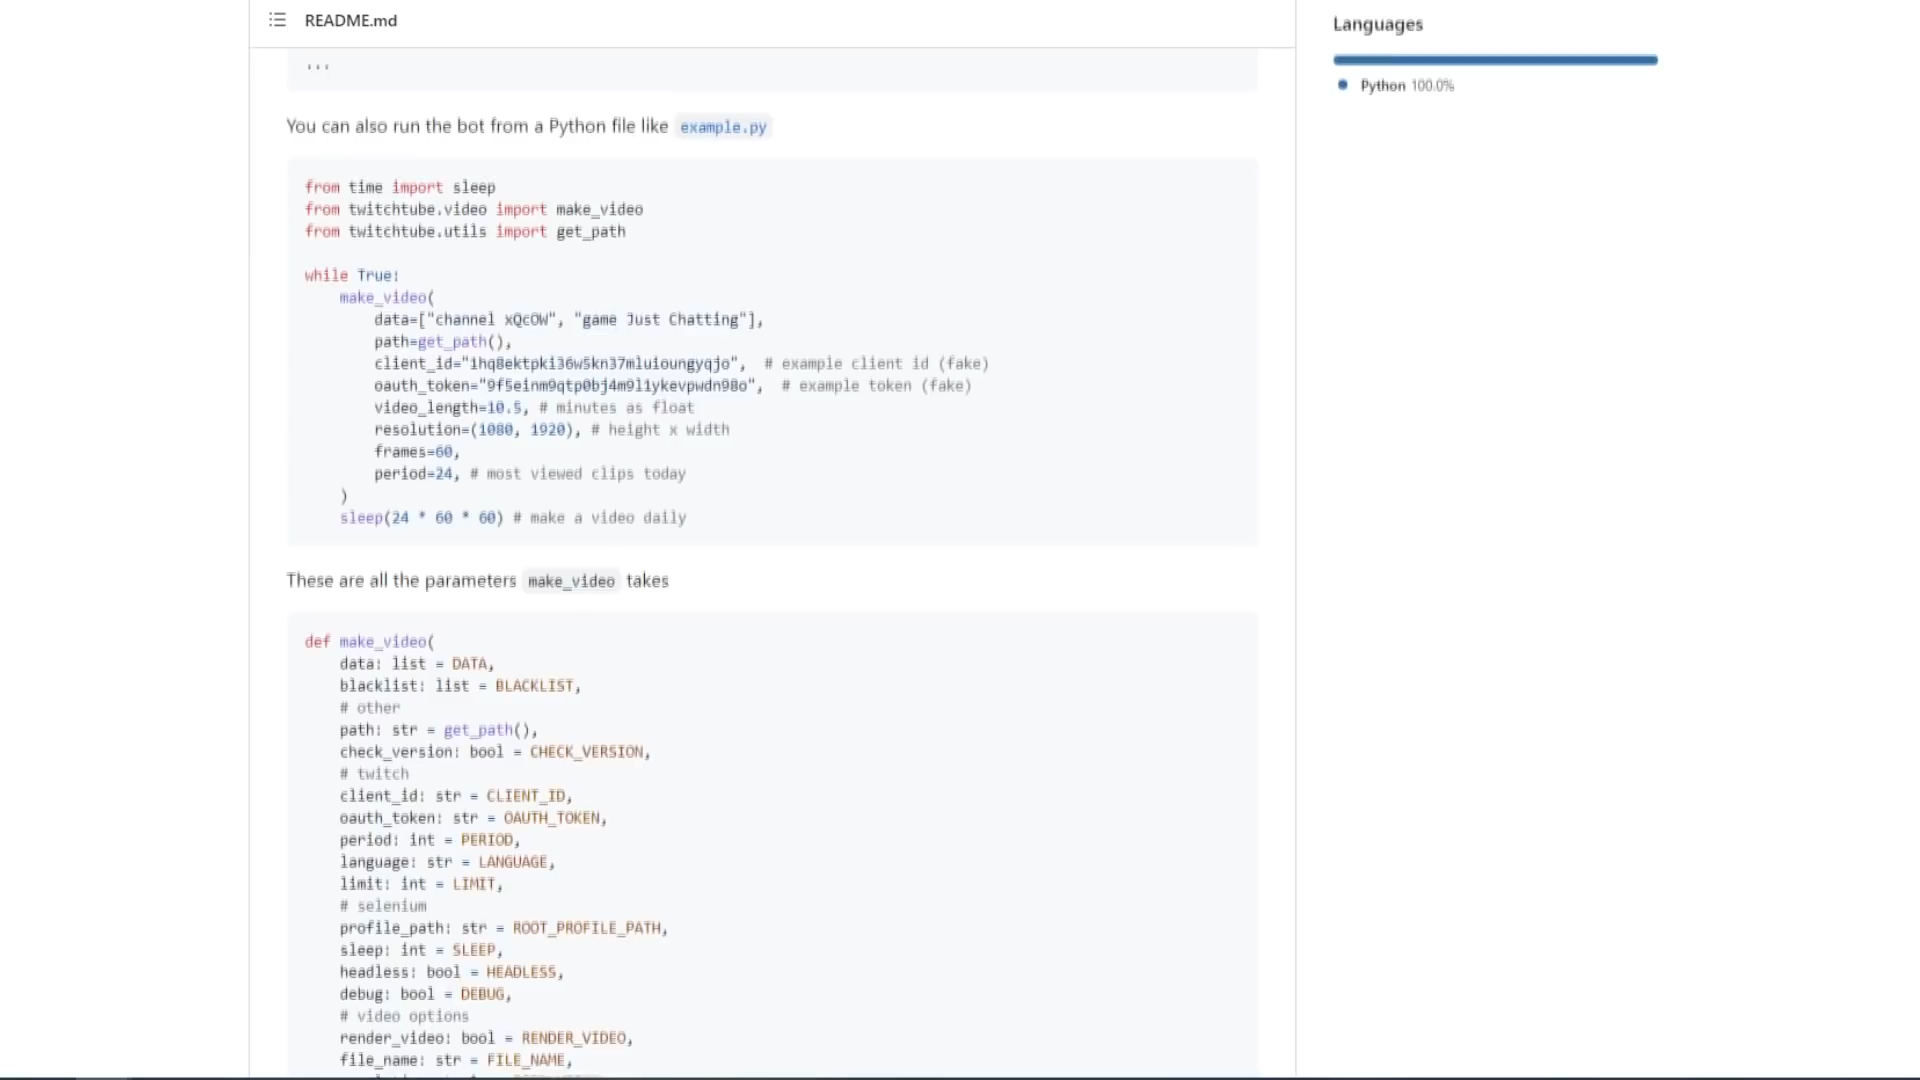 README.md
'''
You can also run the bot from a Python file like example.py
from time import sleep
from twitchtube.video import make_video
from twitchtube.utils import get_path
while True:
make_video(
data=["channel xQcOW", "game Just Chatting"],
path=get_path(),
client_id="1hq8ektpki36w5kn37mluioungyqjo", # example client id (fake)
oauth_token="9f5einm9qtp0bj4m9l1ykevpwdn98o", # example token (fake)
video_length=10.5, # minutes as float
resolution=(1080, 1920), # height x width
frames=60,
period=24, # most viewed clips today
)
sleep(24 * 60 * 60) # make a video daily
These are all the parameters make_video takes
def make_video(
data: list = DATA,
blacklist: list = BLACKLIST,
# other
path: str = get_path(),
check_version: bool = CHECK_VERSION,
# twitch
client_id: str = CLIENT_ID,
oauth_token: str = OAUTH_TOKEN,
period: int = PERIOD,
language: str = LANGUAGE,
limit: int = LIMIT,
# selenium
profile_path: str = ROOT_PROFILE_PATH,
sleep: int = SLEEP,
headless: bool = HEADLESS,
debug: bool = DEBUG,
# video options
render_video: bool = RENDER_VIDEO,
file_name: str = FILE_NAME,
Languages
Python 100.0%